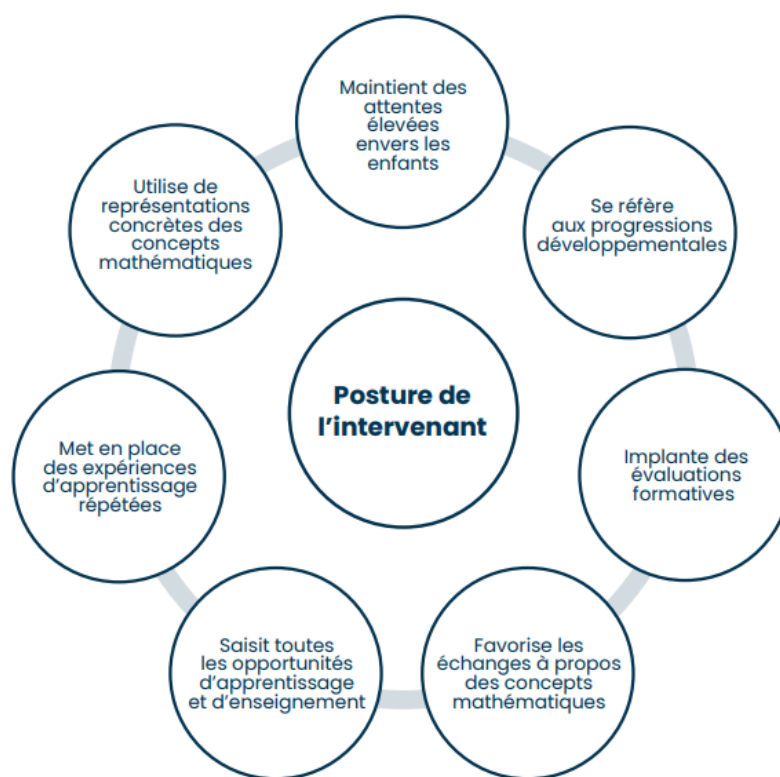 Maintient des
attentes
élevées
envers les
enfants
Se réfère
aux progressions
développementales
Implante des
évaluations
formatives
Favorise les
échanges à propos
des concepts
mathématiques
Saisit toutes
les opportunités
d'apprentissage
et d'enseignement
Met en place
des expériences
d'apprentissage
répétées
Utilise de
représentations
concrètes des
concepts
mathématiques
Posture de
l'intervenant